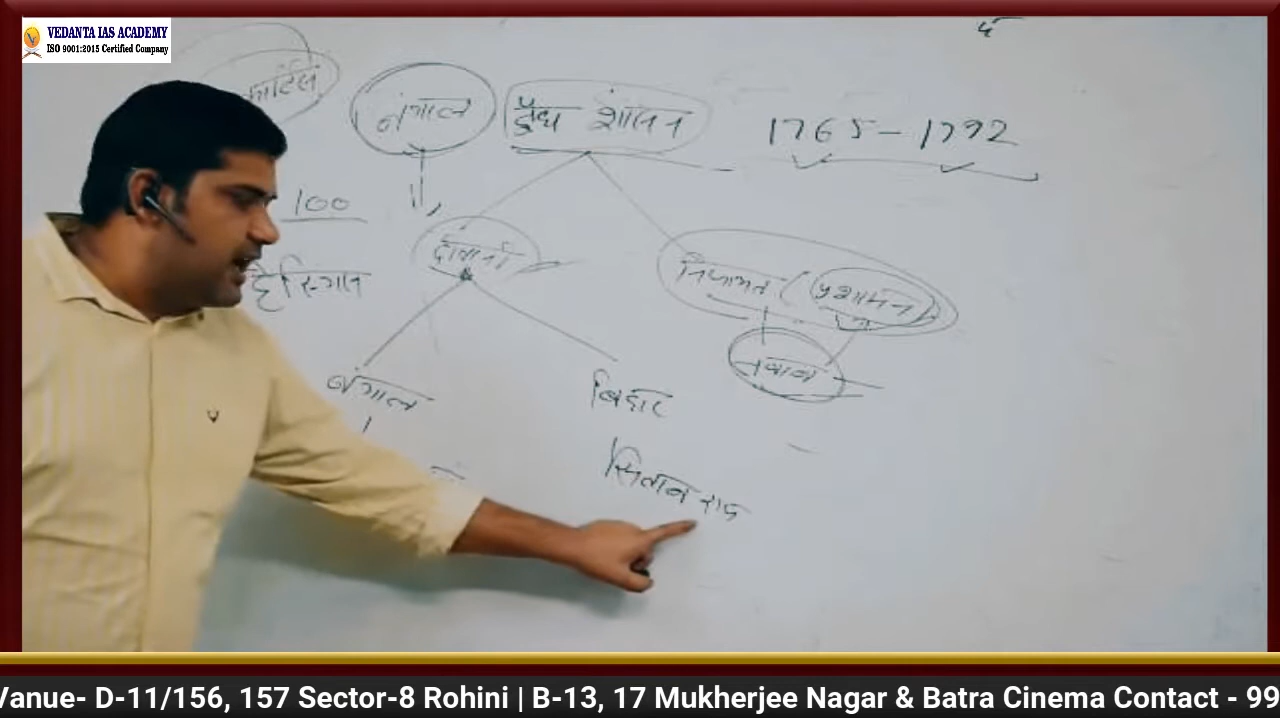 VEDANTA IAS ACADEMY
ISO 9001:2015 Certified Company
बंगाल द्वैध शासन 1765-1792
100
दीवानी
निजामत (प्रशासन)
नवाब
बंगाल बिहार
सिताब राय
Vanue- D-11/156, 157 Sector-8 Rohini | B-13, 17 Mukherjee Nagar & Batra Cinema Contact - 99